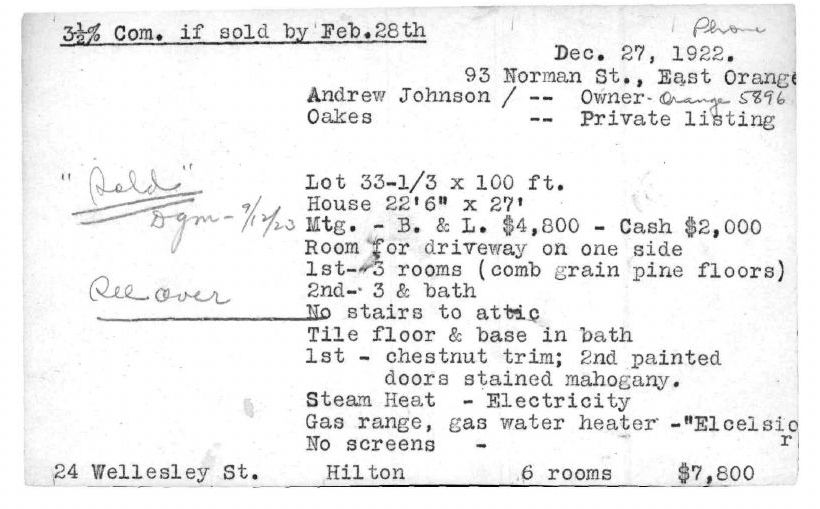 Phone
3½% Com. if sold by Feb.28th
Dec. 27, 1922.
93 Norman St., East Orange
Andrew Johnson / -- Owner- Orange 5896
Oakes -- Private listing
"Sold"
Dgm- 9/12/23
See over
Lot 33-1/3 x 100 ft.
House 22'6" x 27'
Mtg. - B. & L. $4,800 - Cash $2,000
Room for driveway on one side
1st- 3 rooms (comb grain pine floors)
2nd- 3 & bath
No stairs to attic
Tile floor & base in bath
1st - chestnut trim; 2nd painted
doors stained mahogany.
Steam Heat - Electricity
Gas range, gas water heater -"Elcelsio
r
No screens -
24 Wellesley St. Hilton 6 rooms $7,800